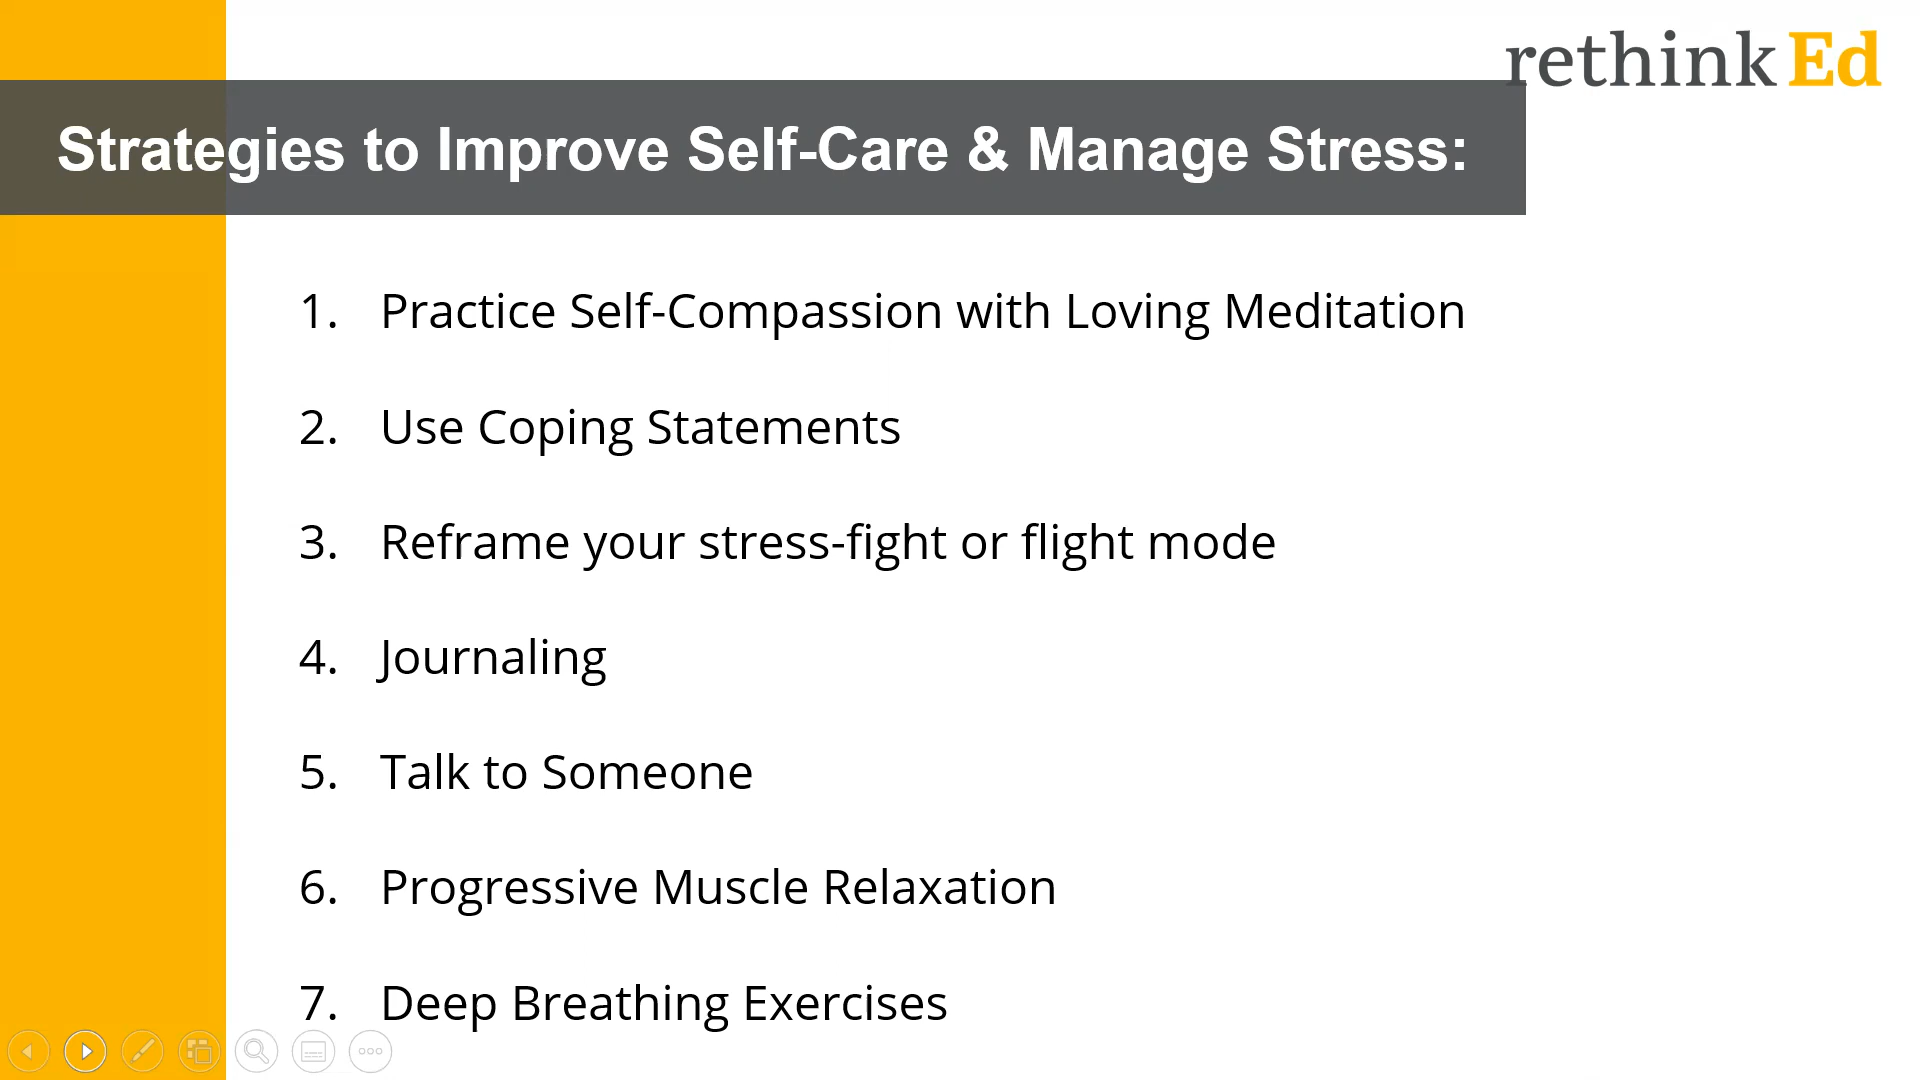 rethink Ed
Strategies to Improve Self-Care & Manage Stress:
1. Practice Self-Compassion with Loving Meditation
2. Use Coping Statements
3. Reframe your stress-fight or flight mode
4. Journaling
5. Talk to Someone
6. Progressive Muscle Relaxation
7. Deep Breathing Exercises